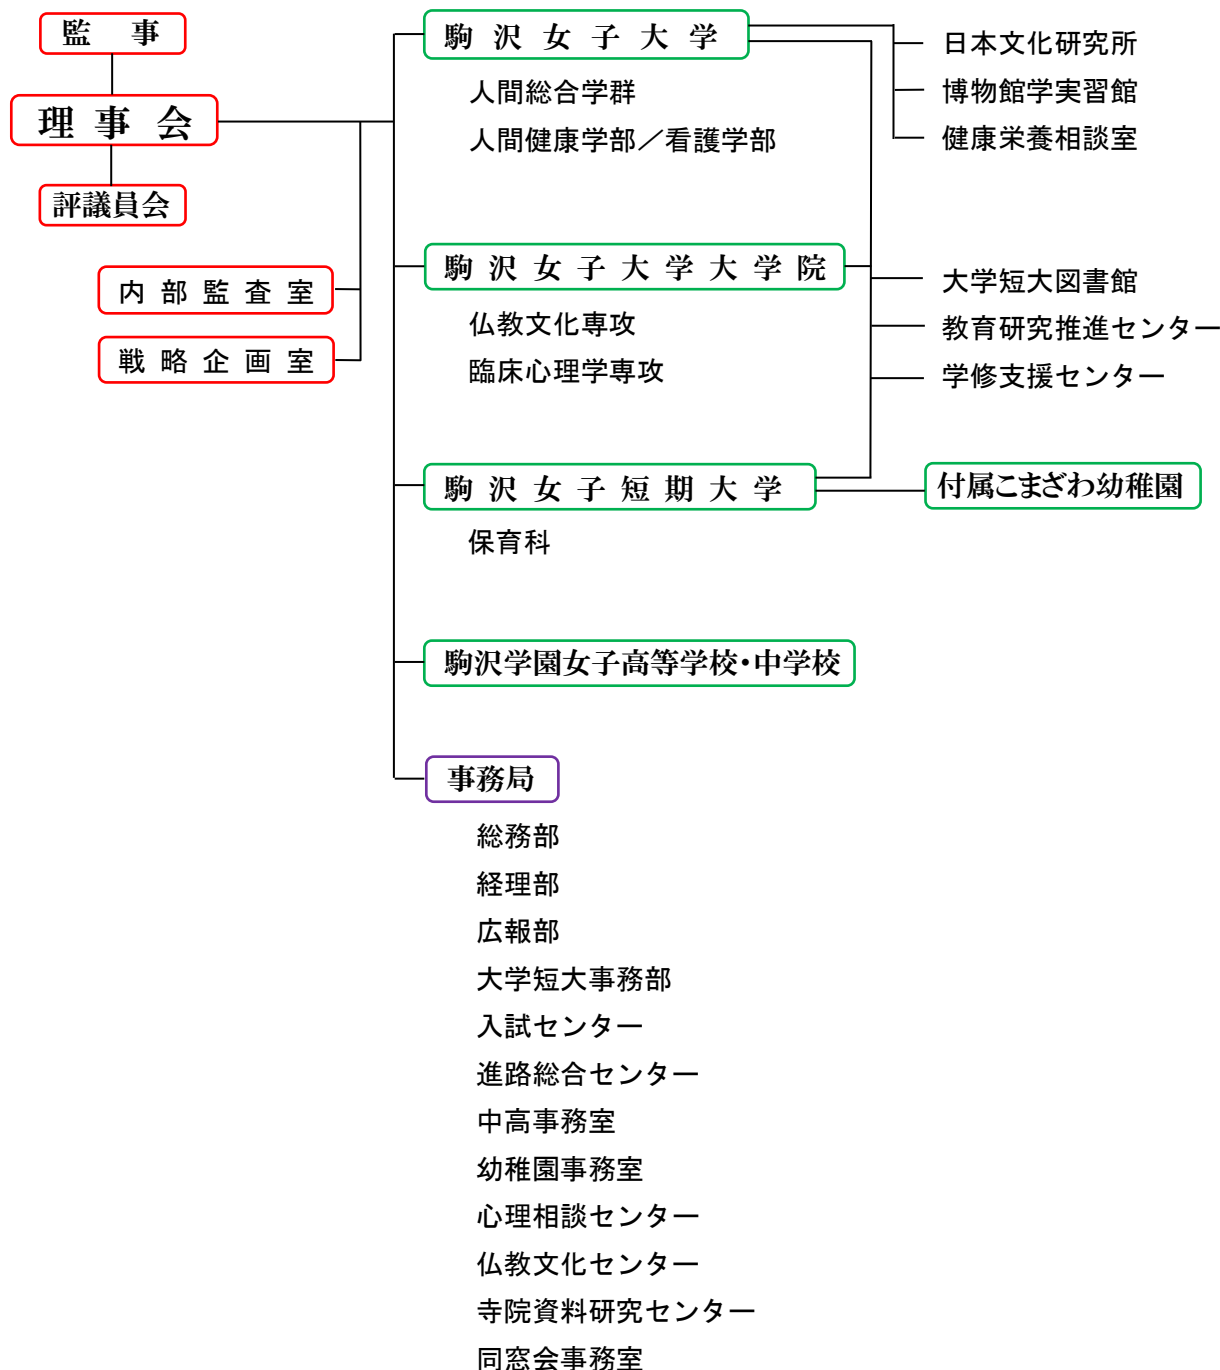 監事
理事会
評議員会
内部監査室
戦略企画室
駒沢女子大学
人間総合学群
人間健康学部／看護学部
日本文化研究所
博物館学実習館
健康栄養相談室
駒沢女子大学大学院
仏教文化専攻
臨床心理学専攻
大学短大図書館
教育研究推進センター
学修支援センター
駒沢女子短期大学
保育科
付属こまざわ幼稚園
駒沢学園女子高等学校・中学校
事務局
総務部
経理部
広報部
大学短大事務部
入試センター
進路総合センター
中高事務室
幼稚園事務室
心理相談センター
仏教文化センター
寺院資料研究センター
同窓会事務室